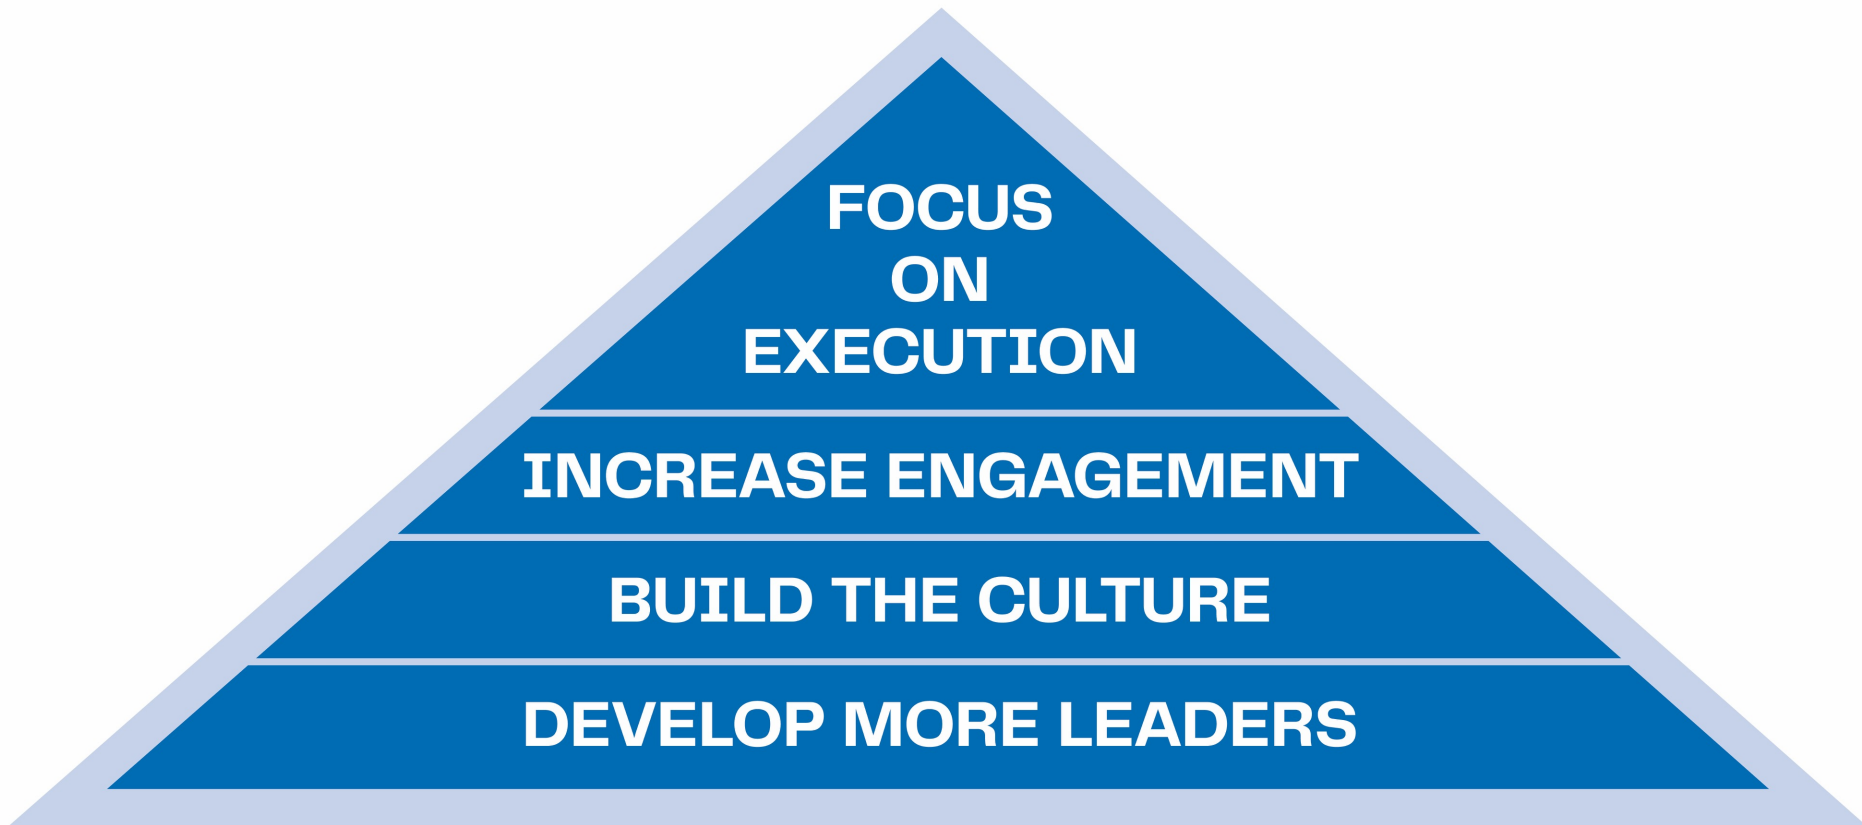 FOCUS
ON
EXECUTION
INCREASE ENGAGEMENT
BUILD THE CULTURE
DEVELOP MORE LEADERS